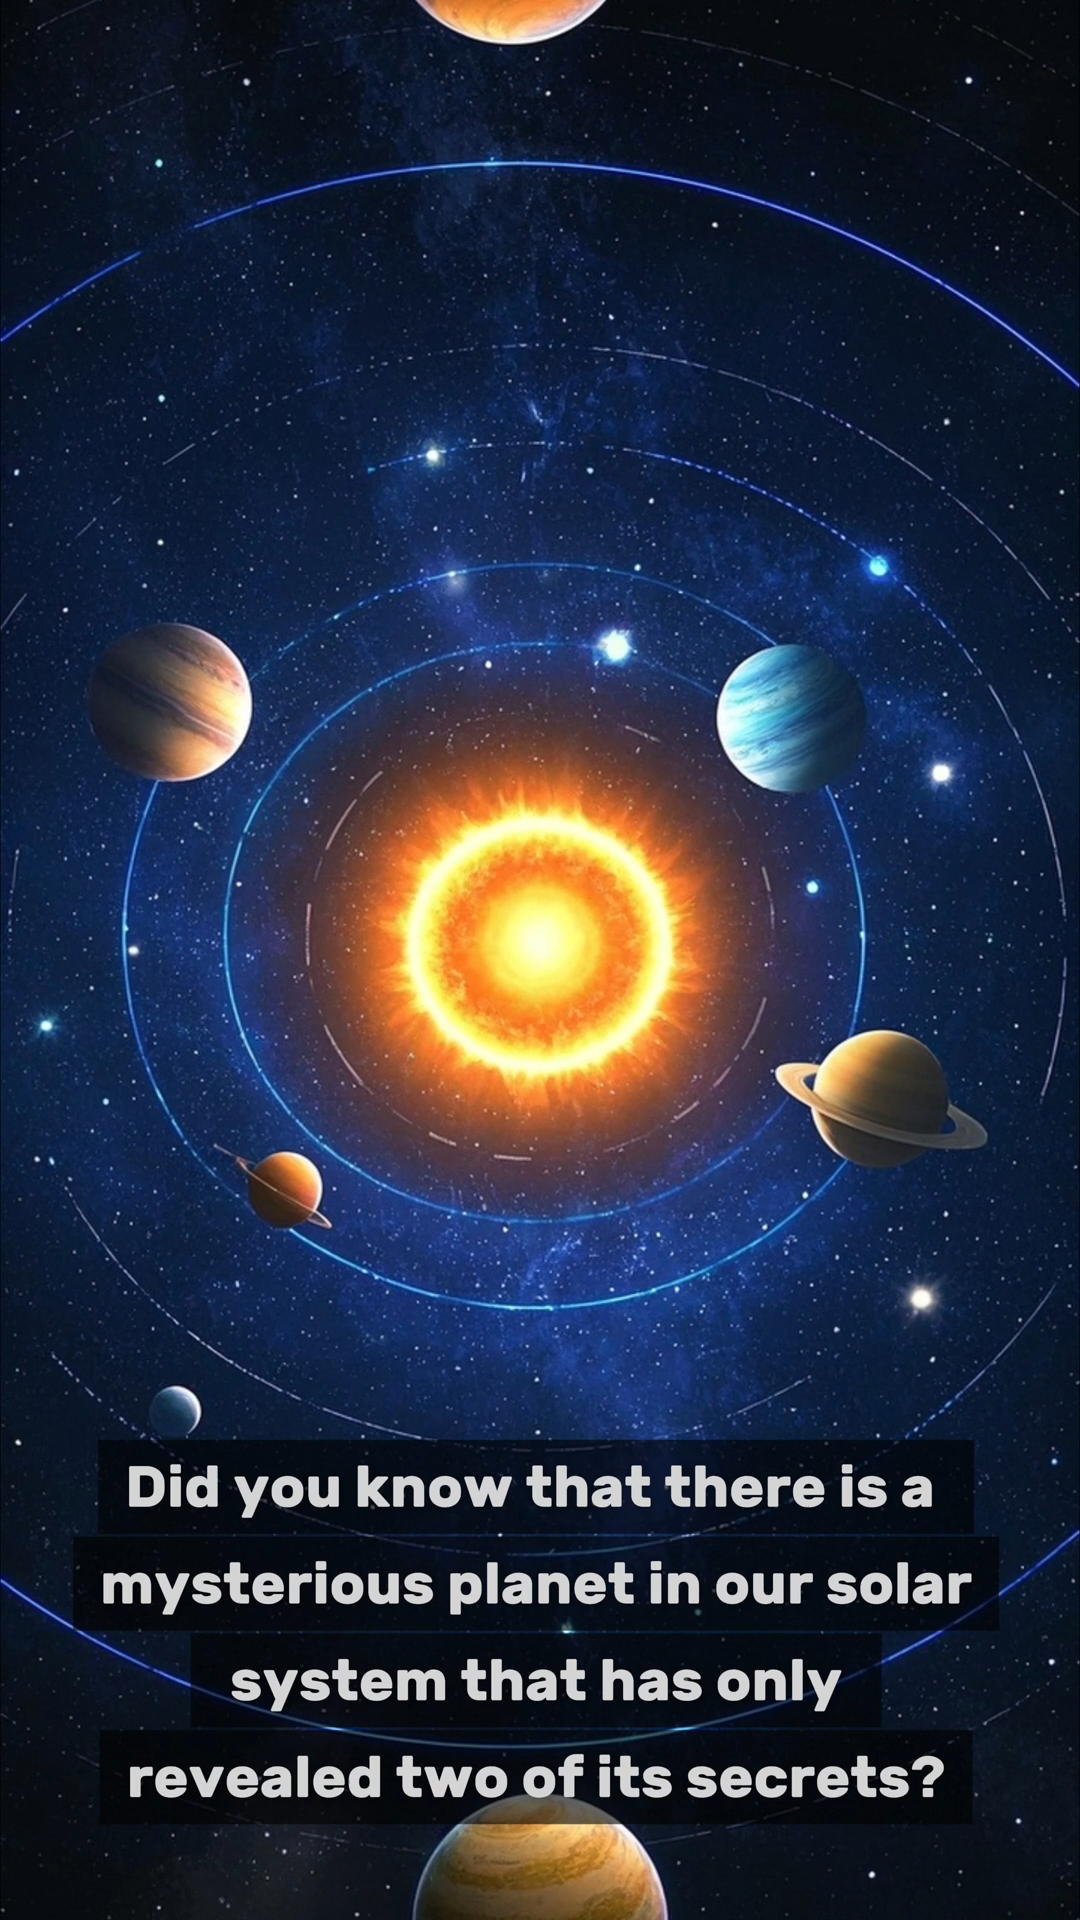 Did you know that there is a
mysterious planet in our solar
system that has only
revealed two of its secrets?